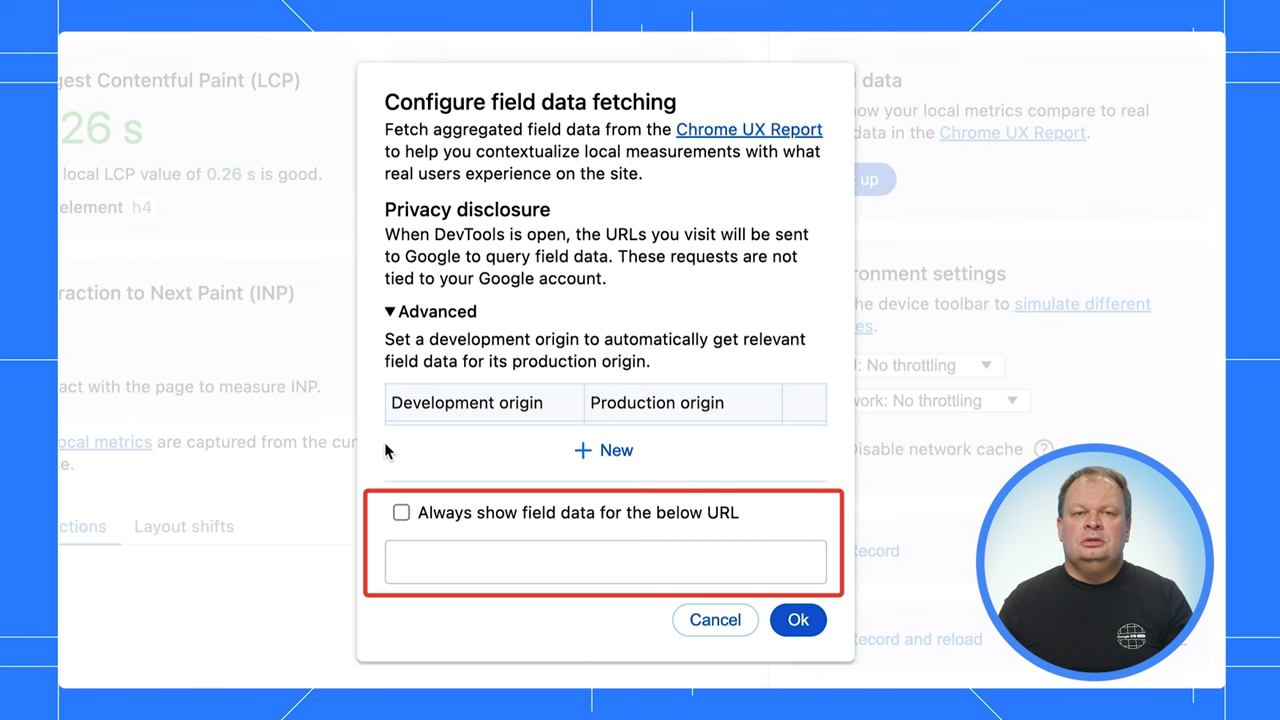 gest Contentful Paint (LCP)
26 s
local LCP value of 0.26 s is good.
element h4
raction to Next Paint (INP)
act with the page to measure INP.
ocal metrics are captured from the cur
e.
ctions Layout shifts
Configure field data fetching
Fetch aggregated field data from the Chrome UX Report
to help you contextualize local measurements with what
real users experience on the site.
Privacy disclosure
When DevTools is open, the URLs you visit will be sent
to Google to query field data. These requests are not
tied to your Google account.
▼Advanced
Set a development origin to automatically get relevant
field data for its production origin.
Development origin Production origin
+ New
Always show field data for the below URL
Cancel Ok
d data
ow your local metrics compare to real
data in the Chrome UX Report.
up
ronment settings
he device toolbar to simulate different
es.
: No throttling ▼
work: No throttling ▼
Disable network cache ?
Record
Record and reload